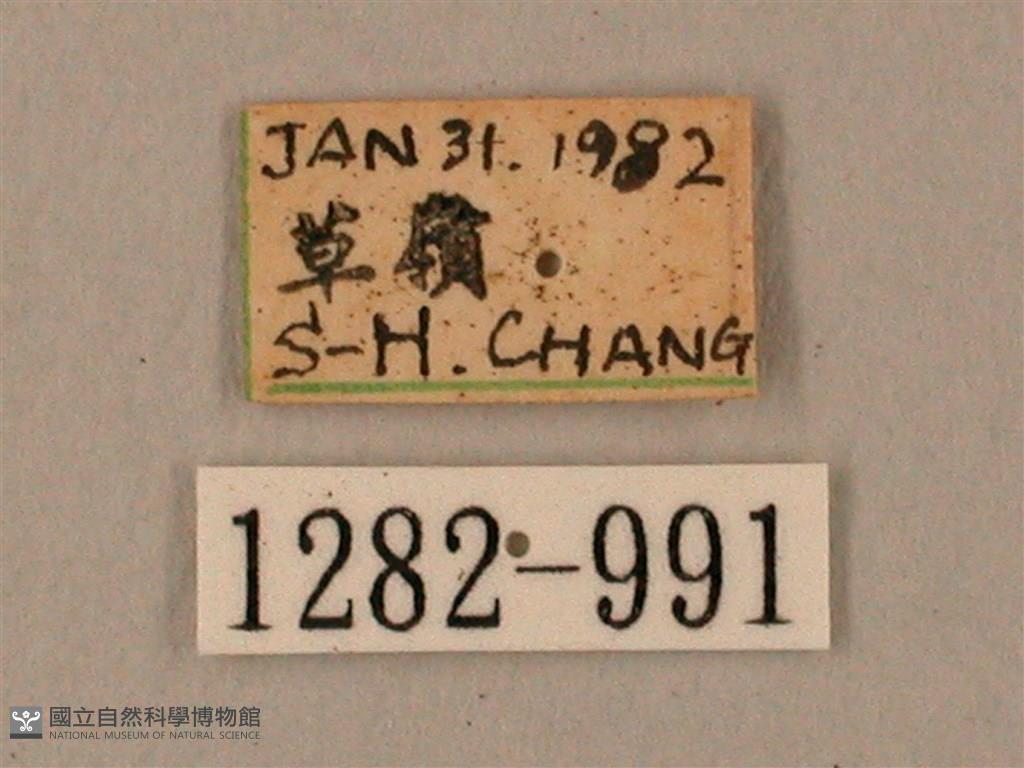 JAN 31. 1982
草嶺
S-H. CHANG
1282-991
國立自然科學博物館
NATIONAL MUSEUM OF NATURAL SCIENCE